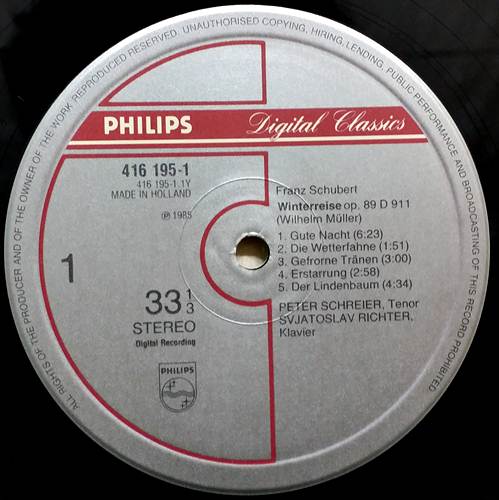 ALL RIGHTS OF THE PRODUCER AND OF THE OWNER OF THE WORK REPRODUCED RESERVED. UNAUTHORISED COPYING, HIRING, LENDING, PUBLIC PERFORMANCE AND BROADCASTING OF THIS RECORD PROHIBITED
PHILIPS
Digital Classics
416 195-1
416 195-1.1Y
MADE IN HOLLAND
℗ 1985
1
33 1/3
STEREO
Digital Recording
PHILIPS
Franz Schubert
Winterreise op. 89 D 911
(Wilhelm Müller)
1. Gute Nacht (6:23)
2. Die Wetterfahne (1:51)
3. Gefrorne Tränen (3:00)
4. Erstarrung (2:58)
5. Der Lindenbaum (4:34)
PETER SCHREIER, Tenor
SVJATOSLAV RICHTER,
Klavier